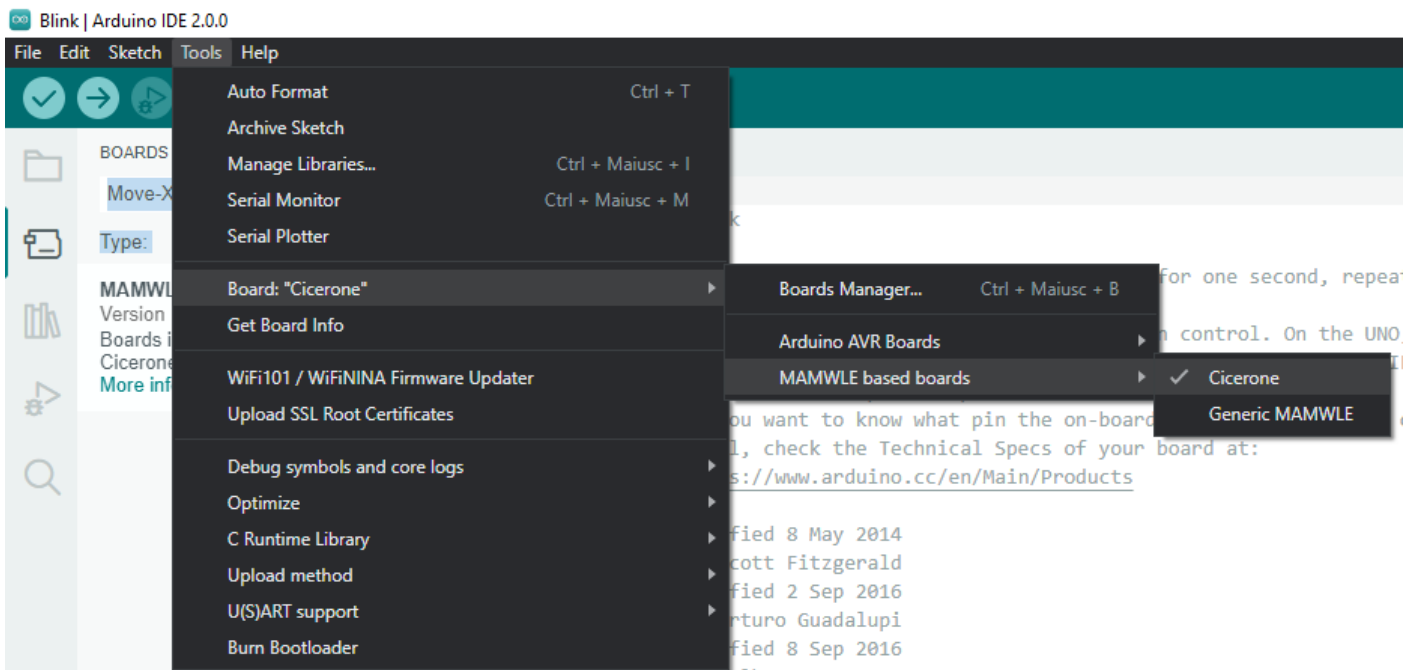 Blink | Arduino IDE 2.0.0
File Edit Sketch Tools Help
Auto Format Ctrl + T
Archive Sketch
Manage Libraries... Ctrl + Maiusc + I
Serial Monitor Ctrl + Maiusc + M
Serial Plotter
Board: "Cicerone"
Get Board Info
WiFi101 / WiFiNINA Firmware Updater
Upload SSL Root Certificates
Debug symbols and core logs
Optimize
C Runtime Library
Upload method
U(S)ART support
Burn Bootloader
BOARDS
Move-X
Type:
MAMWL
Version
Boards i
Cicerone
More inf
Boards Manager... Ctrl + Maiusc + B
Arduino AVR Boards
MAMWLE based boards
Cicerone
Generic MAMWLE
k
for one second, repeat
control. On the UNO,
ou want to know what pin the on-board
l, check the Technical Specs of your board at:
s://www.arduino.cc/en/Main/Products
fied 8 May 2014
cott Fitzgerald
fied 2 Sep 2016
rturo Guadalupi
fied 8 Sep 2016